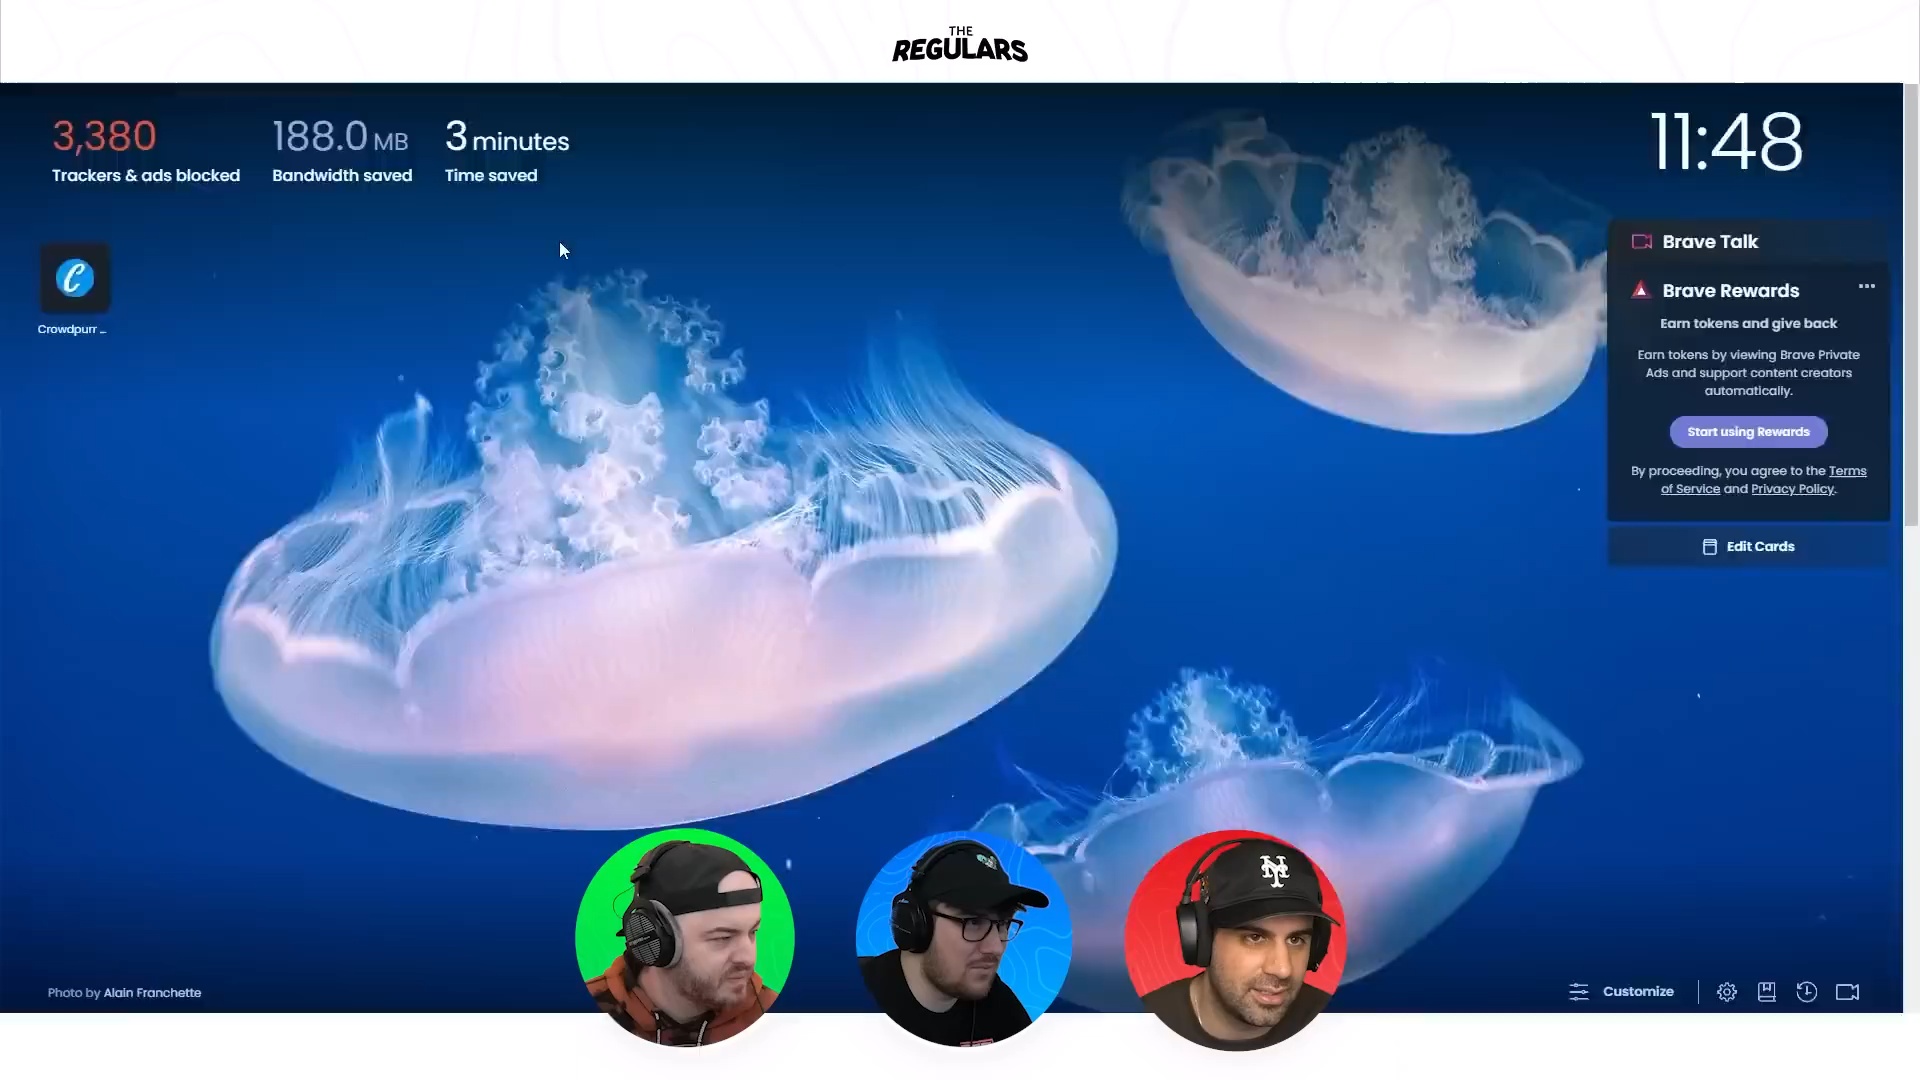 THE
REGULARS
3,380
Trackers & ads blocked
188.0 MB
Bandwidth saved
3 minutes
Time saved
11:48
Crowdpurr ...
Brave Talk
Brave Rewards
Earn tokens and give back
Earn tokens by viewing Brave Private
Ads and support content creators
automatically.
Start using Rewards
By proceeding, you agree to the Terms
of Service and Privacy Policy.
Edit Cards
NY
Photo by Alain Franchette
Customize